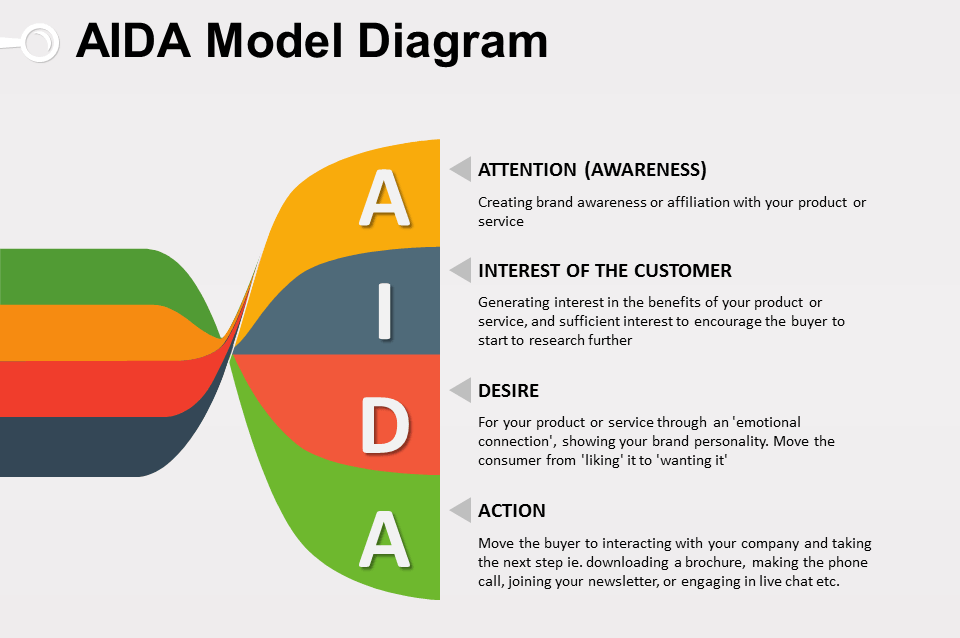 AIDA Model Diagram
A
ATTENTION (AWARENESS)
Creating brand awareness or affiliation with your product or
service
I
INTEREST OF THE CUSTOMER
Generating interest in the benefits of your product or
service, and sufficient interest to encourage the buyer to
start to research further
D
DESIRE
For your product or service through an 'emotional
connection', showing your brand personality. Move the
consumer from 'liking' it to 'wanting it'
A
ACTION
Move the buyer to interacting with your company and taking
the next step ie. downloading a brochure, making the phone
call, joining your newsletter, or engaging in live chat etc.